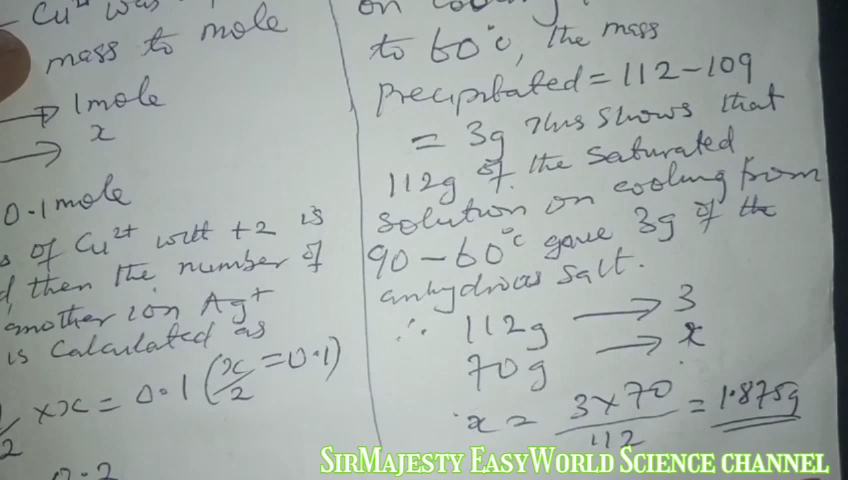 Cu²⁺ was
mass to mole
→ 1mole
→ x
0.1mole
of Cu²⁺ with +2 is
then the number of
another ion Ag⁺
is calculated as
/2 × x = 0.1 (x/2 = 0.1)
0.2
on cooling
to 60°c, the mass
precipitated = 112-109
= 3g This shows that
112g of the saturated
solution on cooling from
90-60°c gave 3g of the
anhydrous salt.
∴ 112g → 3
70g → x
x = 3×70/112 = 1.875g
SirMajesty EasyWorld Science channel